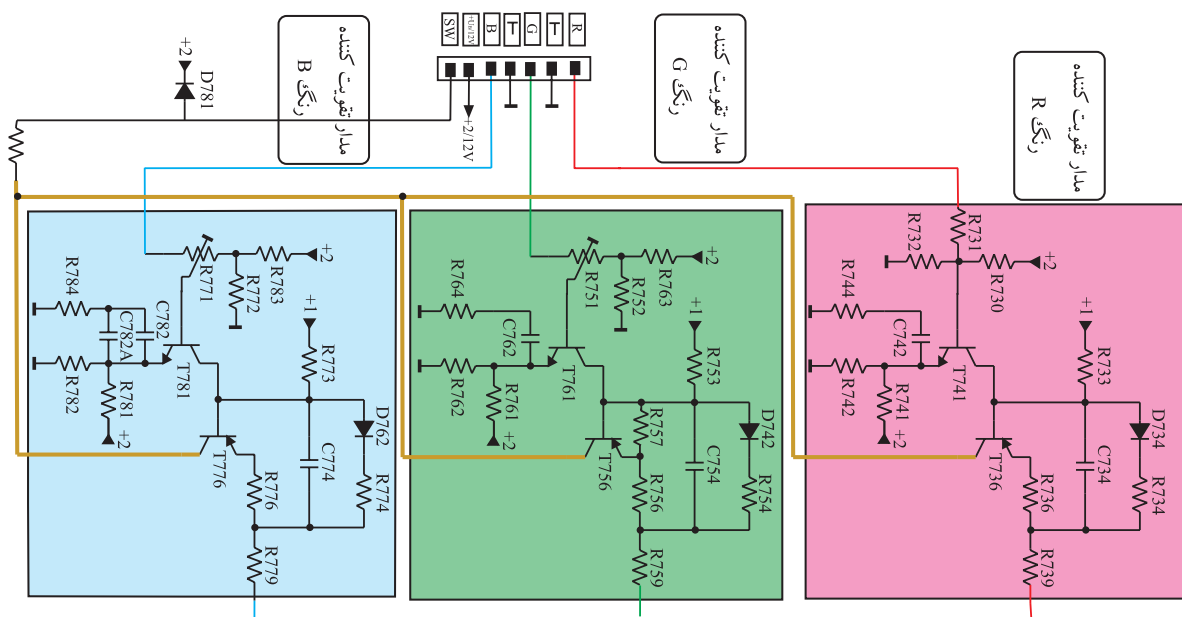 SW
+Us/12V
B
T
G
T
R
مدار تقویت کننده
رنگ B
مدار تقویت کننده
رنگ G
مدار تقویت کننده
رنگ R
+2
D781
+2/12V
R771
R772
R783
+2
+1
R773
R784
C782A
C782
T781
R782
R781
+2
D762
T776
R776
C774
R774
R779
R751
R752
R763
+2
+1
R753
R764
C762
T761
R762
R761
+2
R757
D742
T756
R756
C754
R754
R759
R732
R731
R730
+2
+1
R733
R744
C742
T741
R742
R741
+2
D734
T736
R736
C734
R734
R739